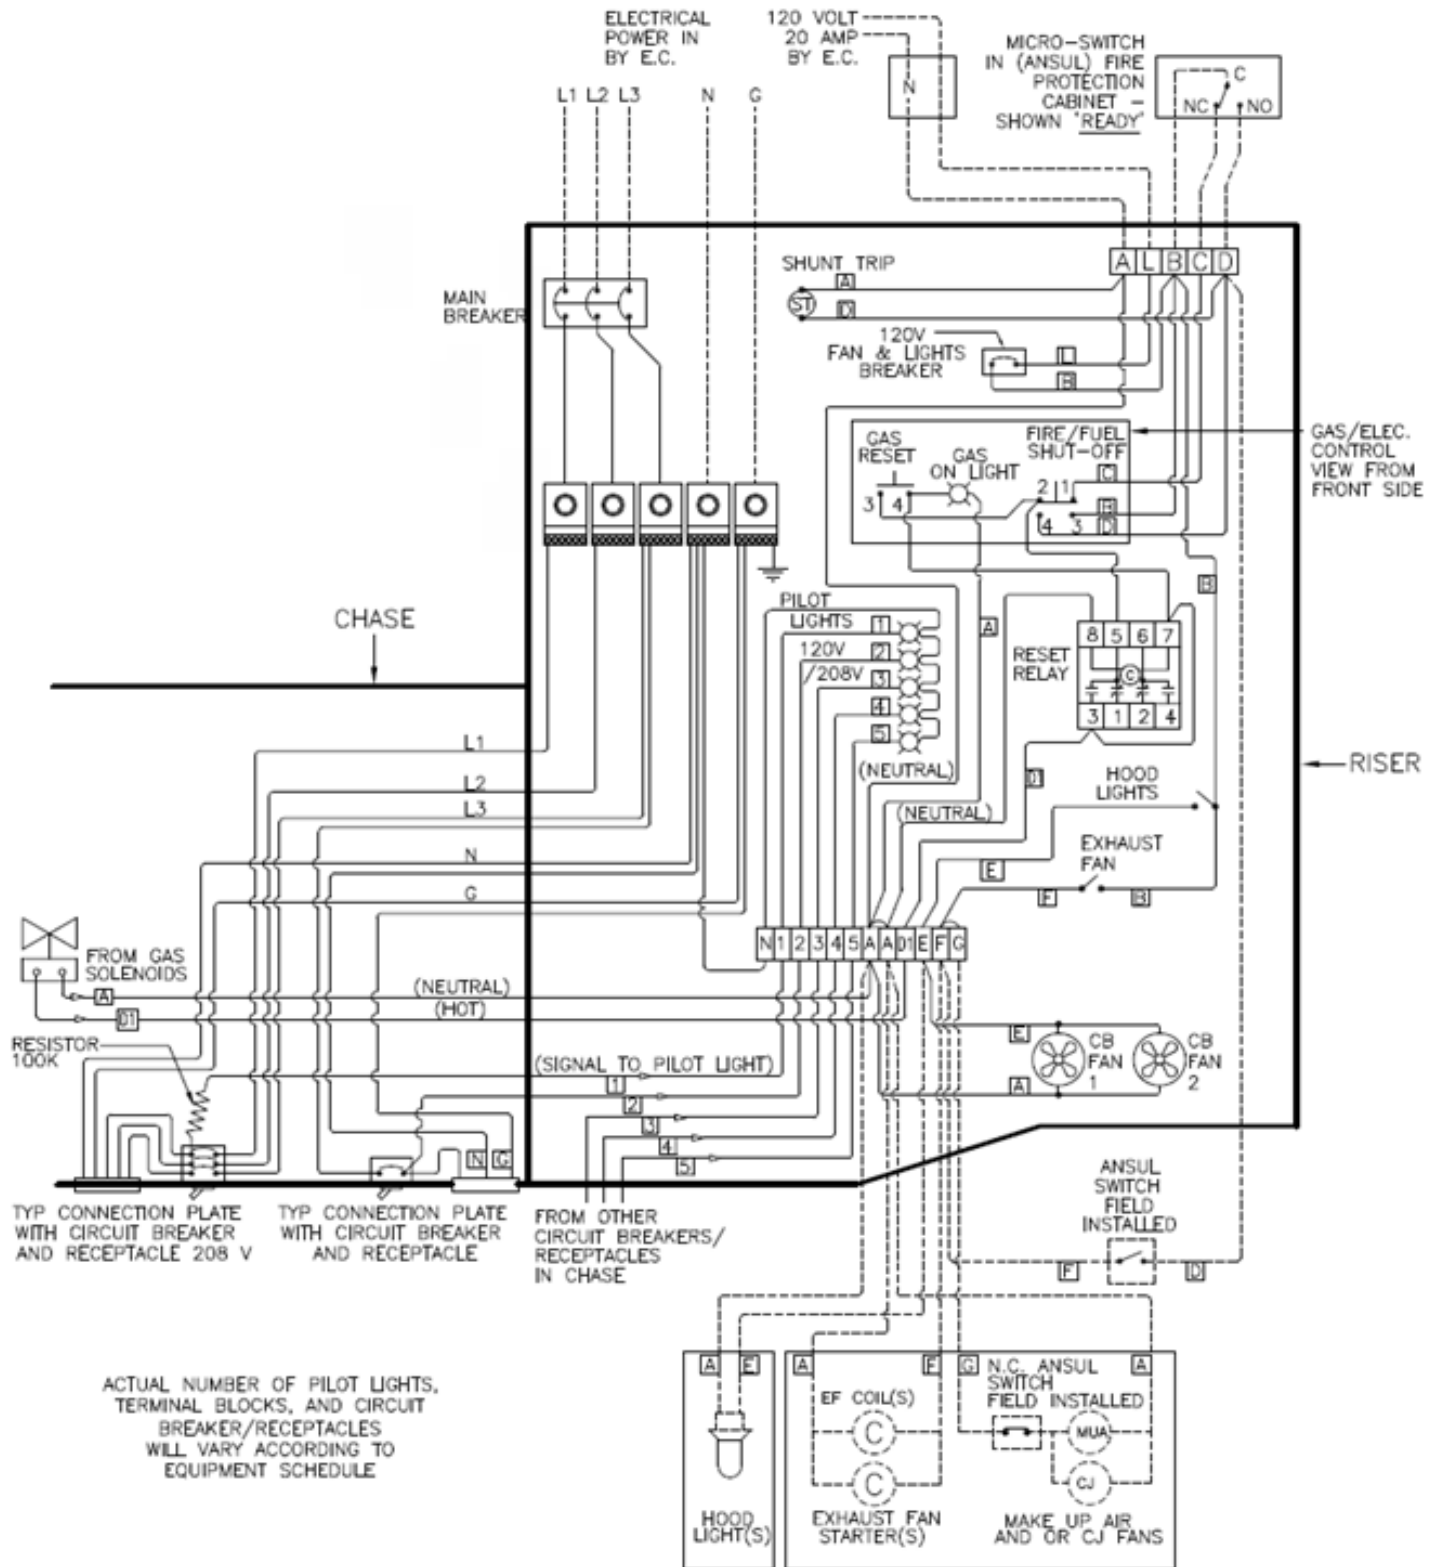 ELECTRICAL
POWER IN
BY E.C.
120 VOLT
20 AMP
BY E.C.
N
MICRO-SWITCH
IN (ANSUL) FIRE
PROTECTION
CABINET -
SHOWN 'READY'
C
NC
NO
L1 L2 L3 N G
A L B C D
SHUNT TRIP
ST
A
D
MAIN
BREAKER
120V
FAN & LIGHTS
BREAKER
L
B
GAS
RESET
GAS
ON LIGHT
FIRE/FUEL
SHUT-OFF
3 4
2 1
4 3
C
B
D
GAS/ELEC.
CONTROL
VIEW FROM
FRONT SIDE
CHASE
PILOT
LIGHTS
120V
/208V
1
2
3
4
5
(NEUTRAL)
A
B
RESET
RELAY
8 5 6 7
C
3 1 2 4
D1
(NEUTRAL)
HOOD
LIGHTS
RISER
E
EXHAUST
FAN
F
B
L1
L2
L3
N
G
N 1 2 3 4 5 A A D1 E F G
FROM GAS
SOLENOIDS
A
D1
(NEUTRAL)
(HOT)
RESISTOR
100K
(SIGNAL TO PILOT LIGHT)
1
2
3
4
5
E
A
CB
FAN
1
CB
FAN
2
N
G
TYP CONNECTION PLATE
WITH CIRCUIT BREAKER
AND RECEPTACLE 208 V
TYP CONNECTION PLATE
WITH CIRCUIT BREAKER
AND RECEPTACLE
FROM OTHER
CIRCUIT BREAKERS/
RECEPTACLES
IN CHASE
ANSUL
SWITCH
FIELD
INSTALLED
F
D
ACTUAL NUMBER OF PILOT LIGHTS,
TERMINAL BLOCKS, AND CIRCUIT
BREAKER/RECEPTACLES
WILL VARY ACCORDING TO
EQUIPMENT SCHEDULE
A E
HOOD
LIGHT(S)
A F G A
EF COIL(S)
C
C
EXHAUST FAN
STARTER(S)
N.C. ANSUL
SWITCH
FIELD INSTALLED
MUA
CJ
MAKE UP AIR
AND OR CJ FANS